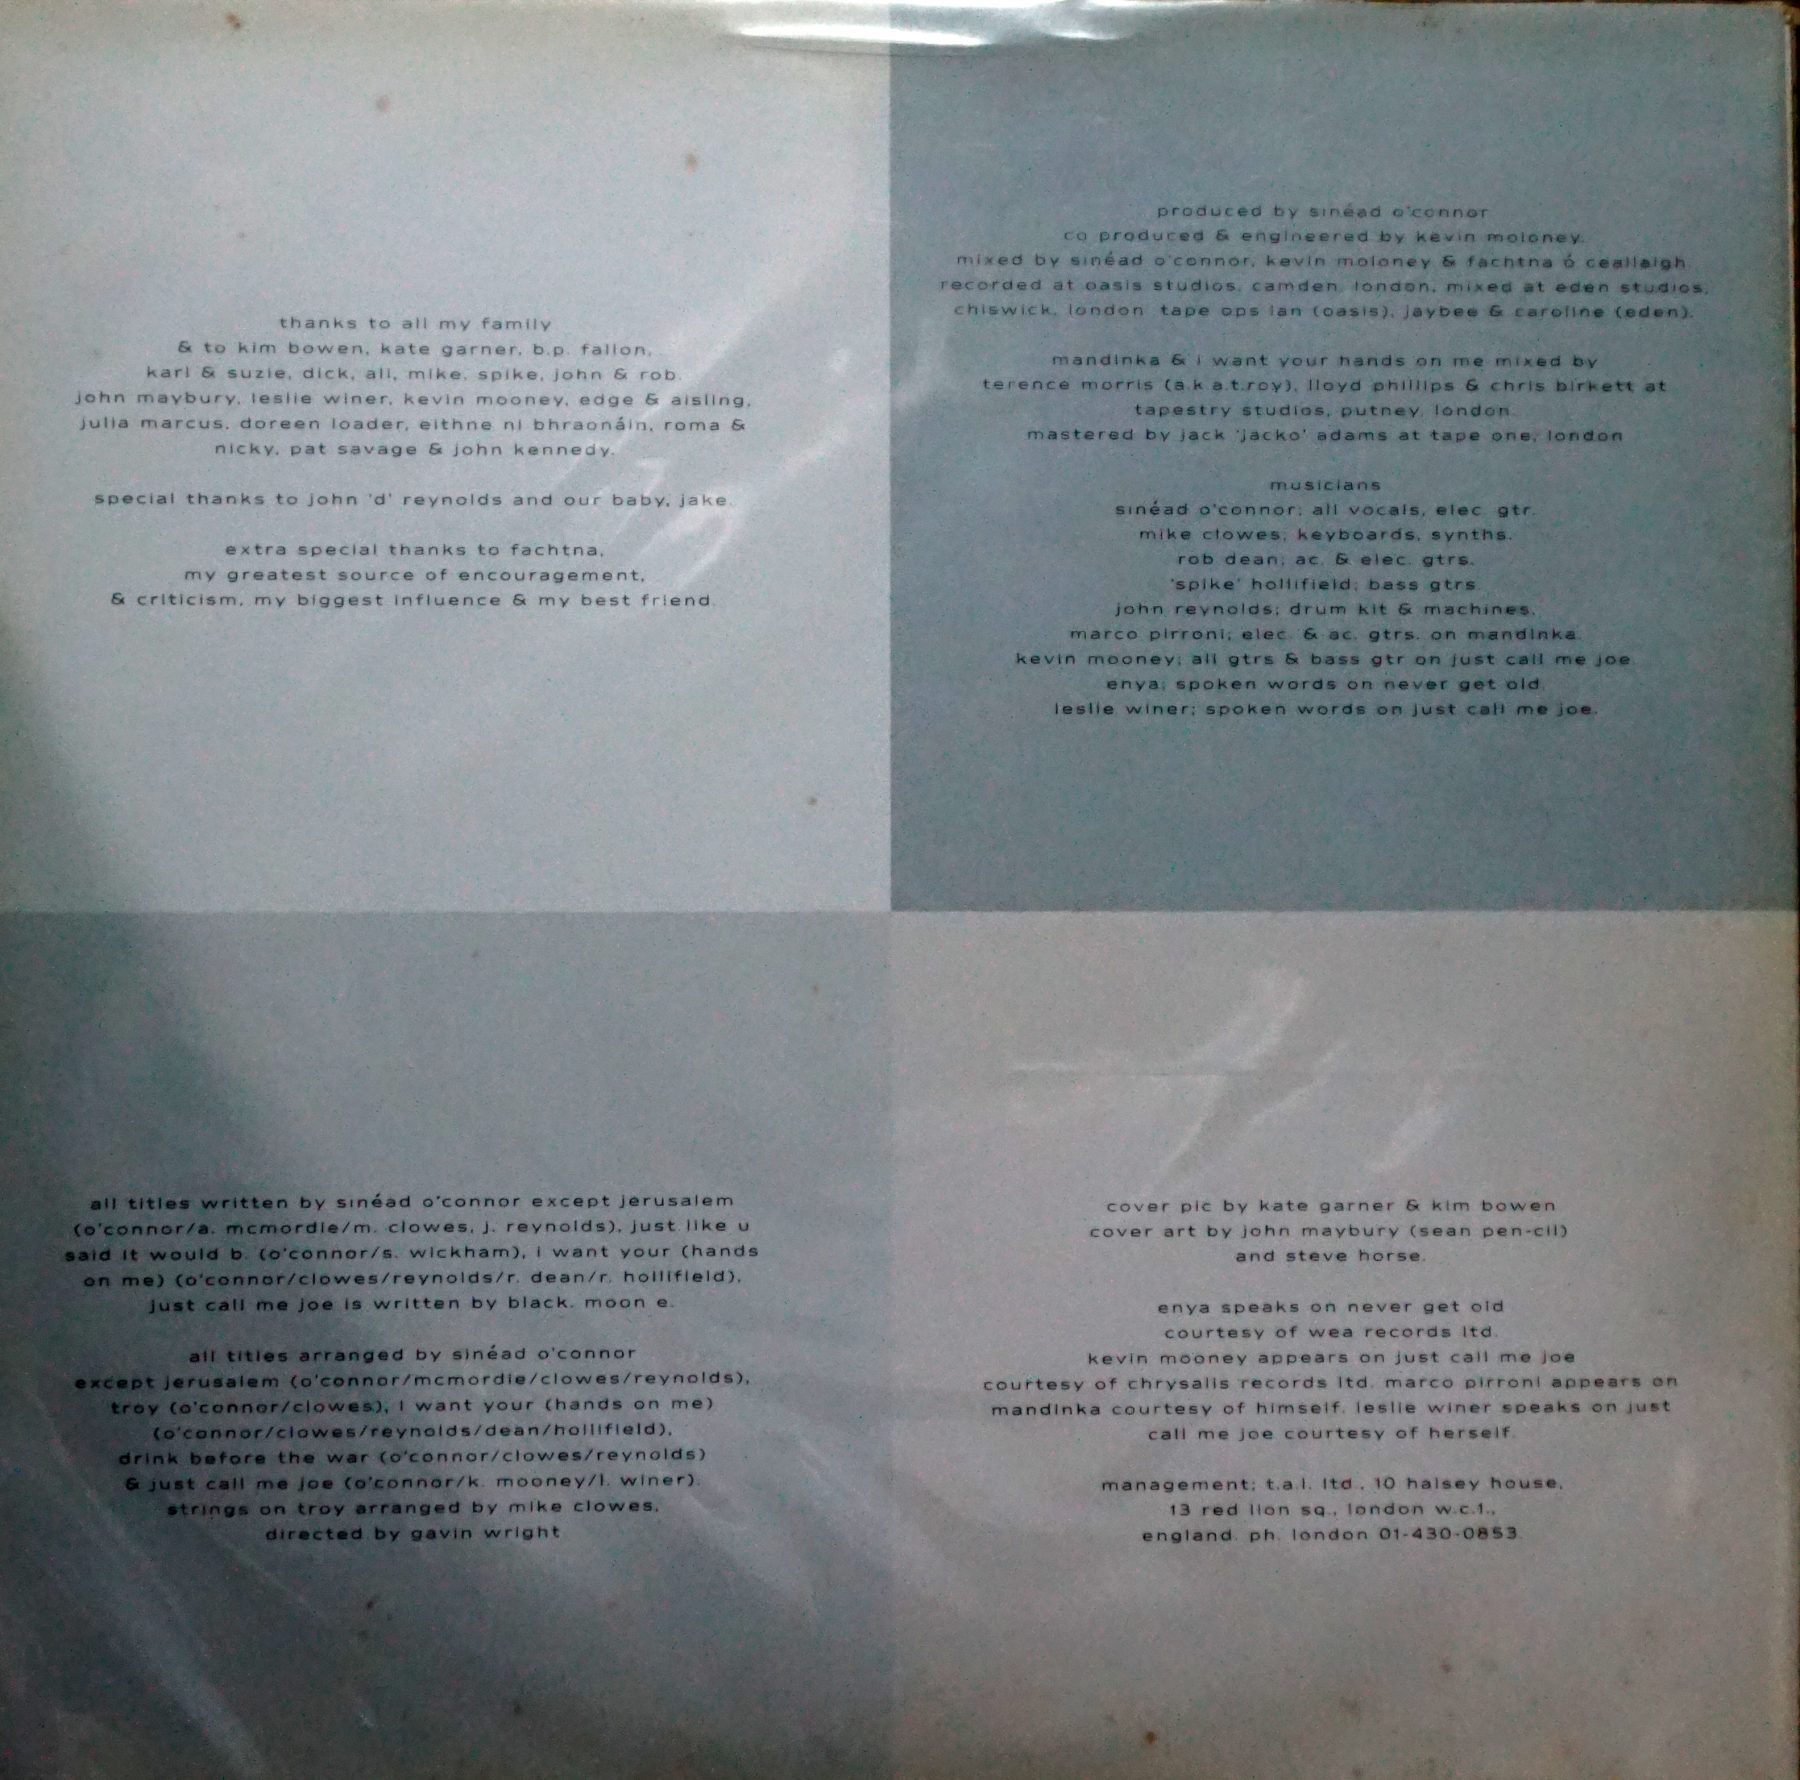 thanks to all my family
& to kim bowen, kate garner, b.p. fallon,
karl & suzie, dick, ali, mike, spike, john & rob.
john maybury, leslie winer, kevin mooney, edge & aisling,
julia marcus, doreen loader, eithne ni bhraonáin, roma &
nicky, pat savage & john kennedy.
special thanks to john 'd' reynolds and our baby, jake.
extra special thanks to fachtna,
my greatest source of encouragement,
& criticism, my biggest influence & my best friend.
produced by sinéad o'connor
co produced & engineered by kevin moloney.
mixed by sinéad o'connor, kevin moloney & fachtna ó ceallaigh.
recorded at oasis studios, camden, london, mixed at eden studios,
chiswick, london tape ops ian (oasis), jaybee & caroline (eden).
mandinka & i want your hands on me mixed by
terence morris (a.k.a.t.roy), lloyd phillips & chris birkett at
tapestry studios, putney, london.
mastered by jack 'jacko' adams at tape one, london
musicians
sinéad o'connor; all vocals, elec. gtr.
mike clowes; keyboards, synths.
rob dean; ac. & elec. gtrs.
'spike' hollifield; bass gtrs.
john reynolds; drum kit & machines.
marco pirroni; elec. & ac. gtrs. on mandinka.
kevin mooney; all gtrs & bass gtr on just call me joe.
enya; spoken words on never get old.
leslie winer; spoken words on just call me joe.
all titles written by sinéad o'connor except jerusalem
(o'connor/a. mcmordie/m. clowes, j. reynolds), just like u
said it would b. (o'connor/s. wickham), i want your (hands
on me) (o'connor/clowes/reynolds/r. dean/r. hollifield),
just call me joe is written by black. moon e.
all titles arranged by sinéad o'connor
except jerusalem (o'connor/mcmordie/clowes/reynolds),
troy (o'connor/clowes), i want your (hands on me)
(o'connor/clowes/reynolds/dean/hollifield),
drink before the war (o'connor/clowes/reynolds)
& just call me joe (o'connor/k. mooney/l. winer).
strings on troy arranged by mike clowes,
directed by gavin wright
cover pic by kate garner & kim bowen
cover art by john maybury (sean pen-cil)
and steve horse.
enya speaks on never get old
courtesy of wea records ltd.
kevin mooney appears on just call me joe
courtesy of chrysalis records ltd. marco pirroni appears on
mandinka courtesy of himself. leslie winer speaks on just
call me joe courtesy of herself.
management; t.a.l. ltd., 10 halsey house,
13 red lion sq., london w.c.1.,
england. ph. london 01-430-0853.